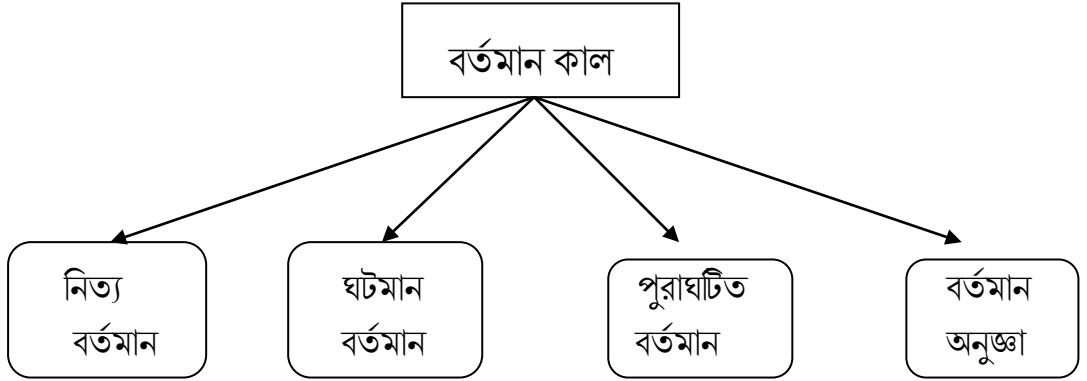 বর্তমান কাল
নিত্য
বর্তমান
ঘটমান
বর্তমান
পুরাঘটিত
বর্তমান
বর্তমান
অনুজ্ঞা